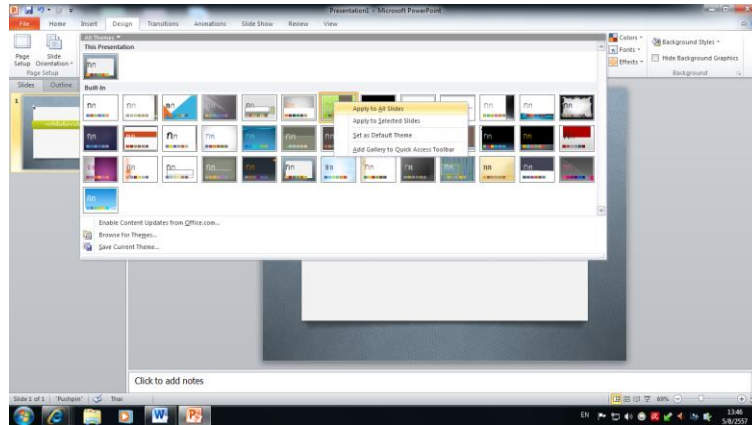 Presentation1 - Microsoft PowerPoint
File Home Insert Design Transitions Animations Slide Show Review View
Page Setup
Slide Orientation
Page Setup
All Themes
This Presentation
Built-In
Apply to All Slides
Apply to Selected Slides
Set as Default Theme
Add Gallery to Quick Access Toolbar
Enable Content Updates from Office.com...
Browse for Themes...
Save Current Theme...
Colors
Fonts
Effects
Background Styles
Hide Background Graphics
Background
Slides Outline
1
Click to add notes
Slide 1 of 1 "Pushpin" Thai
69%
EN
13:46
5/8/2557